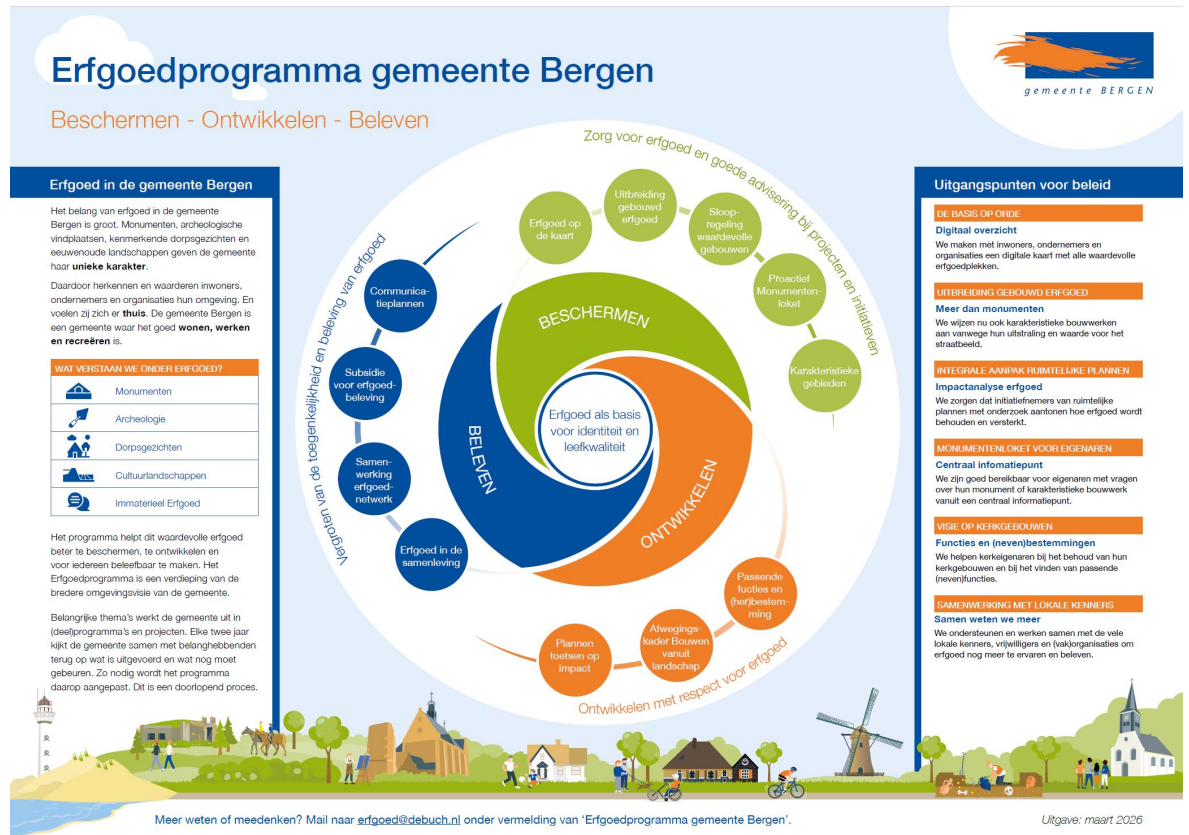 Erfgoedprogramma gemeente Bergen
Beschermen - Ontwikkelen - Beleven
gemeente BERGEN
Erfgoed in de gemeente Bergen
Het belang van erfgoed in de gemeente
Bergen is groot. Monumenten, archeologische
vindplaatsen, kenmerkende dorpsgezichten en
eeuwenoude landschappen geven de gemeente
haar unieke karakter.
Daardoor herkennen en waarderen inwoners,
ondernemers en organisaties hun omgeving. En
voelen zij zich er thuis. De gemeente Bergen is
een gemeente waar het goed wonen, werken
en recreëren is.
WAT VERSTAAN WE ONDER ERFGOED?
Monumenten
Archeologie
Dorpsgezichten
Cultuurlandschappen
Immaterieel Erfgoed
Het programma helpt dit waardevolle erfgoed
beter te beschermen, te ontwikkelen en
voor iedereen beleefbaar te maken. Het
Erfgoedprogramma is een verdieping van de
bredere omgevingsvisie van de gemeente.
Belangrijke thema's werkt de gemeente uit in
(deel)programma's en projecten. Elke twee jaar
kijkt de gemeente samen met belanghebbenden
terug op wat is uitgevoerd en wat nog moet
gebeuren. Zo nodig wordt het programma
daarop aangepast. Dit is een doorlopend proces.
Zorg voor erfgoed en goede advisering bij projecten en initiatieven
Erfgoed op
de kaart
Uitbreiding
gebouwd
erfgoed
Sloop-
regeling
waardevolle
gebouwen
Proactief
Monumenten-
loket
Karakteristieke
gebieden
Vergroten van de toegenkelijkheid en beleving van erfgoed
Communica-
tieplannen
Subsidie
voor erfgoed-
beleving
Samen-
werking
erfgoed-
netwerk
Erfgoed in de
samenleving
BESCHERMEN
BELEVEN
ONTWIKKELEN
Erfgoed als basis
voor identiteit en
leefkwaliteit
Passende
fucties en
(her)bestem-
ming
Afwegings-
kader Bouwen
vanuit
landschap
Plannen
toetsen op
impact
Ontwikkelen met respect voor erfgoed
Uitgangspunten voor beleid
DE BASIS OP ORDE
Digitaal overzicht
We maken met inwoners, ondernemers en
organisaties een digitale kaart met alle waardevolle
erfgoedplekken.
UITBREIDING GEBOUWD ERFGOED
Meer dan monumenten
We wijzen nu ook karakteristieke bouwwerken
aan vanwege hun uitstraling en waarde voor het
straatbeeld.
INTEGRALE AANPAK RUIMTELIJKE PLANNEN
Impactanalyse erfgoed
We zorgen dat initiatiefnemers van ruimtelijke
plannen met onderzoek aantonen hoe erfgoed wordt
behouden en versterkt.
MONUMENTENLOKET VOOR EIGENAREN
Centraal infomatiepunt
We zijn goed bereikbaar voor eigenaren met vragen
over hun monument of karakteristieke bouwwerk
vanuit een centraal informatiepunt.
VISIE OP KERKGEBOUWEN
Functies en (neven)bestemmingen
We helpen kerkeigenaren bij het behoud van hun
kerkgebouwen en bij het vinden van passende
(neven)functies.
SAMENWERKING MET LOKALE KENNERS
Samen weten we meer
We ondersteunen en werken samen met de vele
lokale kenners, vrijwilligers en (vak)organisaties om
erfgoed nog meer te ervaren en beleven.
Meer weten of meedenken? Mail naar erfgoed@debuch.nl onder vermelding van 'Erfgoedprogramma gemeente Bergen'.
Uitgave: maart 2026